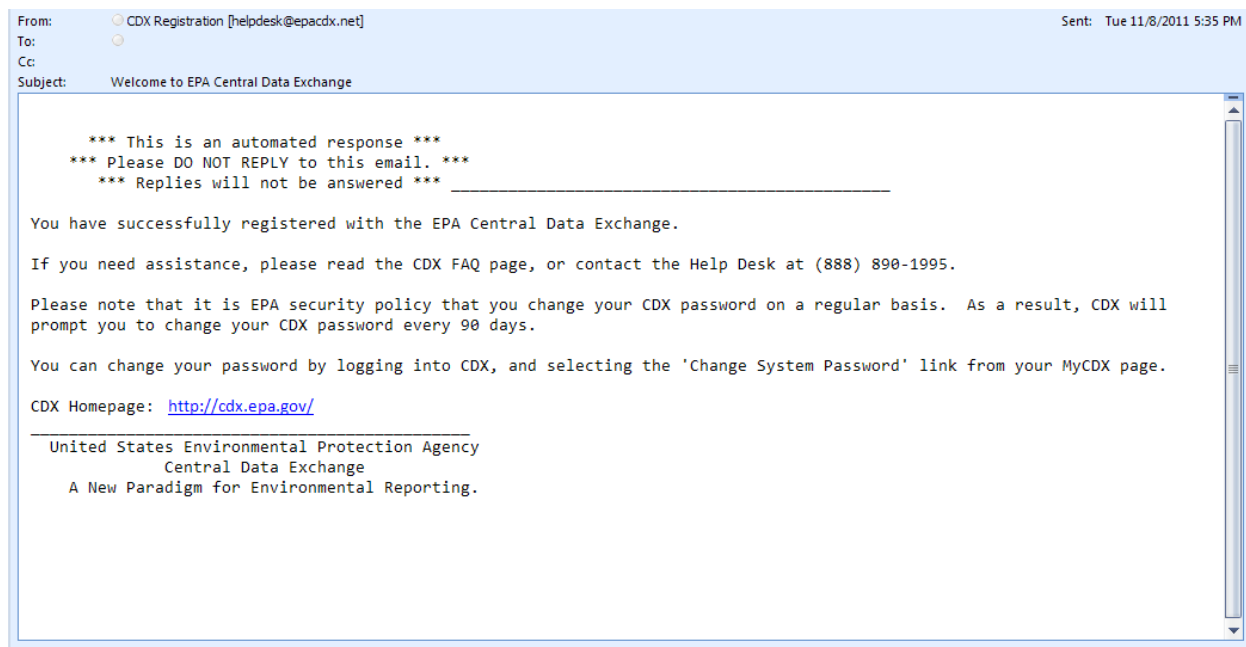 From: CDX Registration [helpdesk@epacdx.net] Sent: Tue 11/8/2011 5:35 PM
To:
Cc:
Subject: Welcome to EPA Central Data Exchange
*** This is an automated response ***
*** Please DO NOT REPLY to this email. ***
*** Replies will not be answered *** ______________________________________________
You have successfully registered with the EPA Central Data Exchange.
If you need assistance, please read the CDX FAQ page, or contact the Help Desk at (888) 890-1995.
Please note that it is EPA security policy that you change your CDX password on a regular basis.  As a result, CDX will
prompt you to change your CDX password every 90 days.
You can change your password by logging into CDX, and selecting the 'Change System Password' link from your MyCDX page.
CDX Homepage: http://cdx.epa.gov/
______________________________________________
United States Environmental Protection Agency
Central Data Exchange
A New Paradigm for Environmental Reporting.